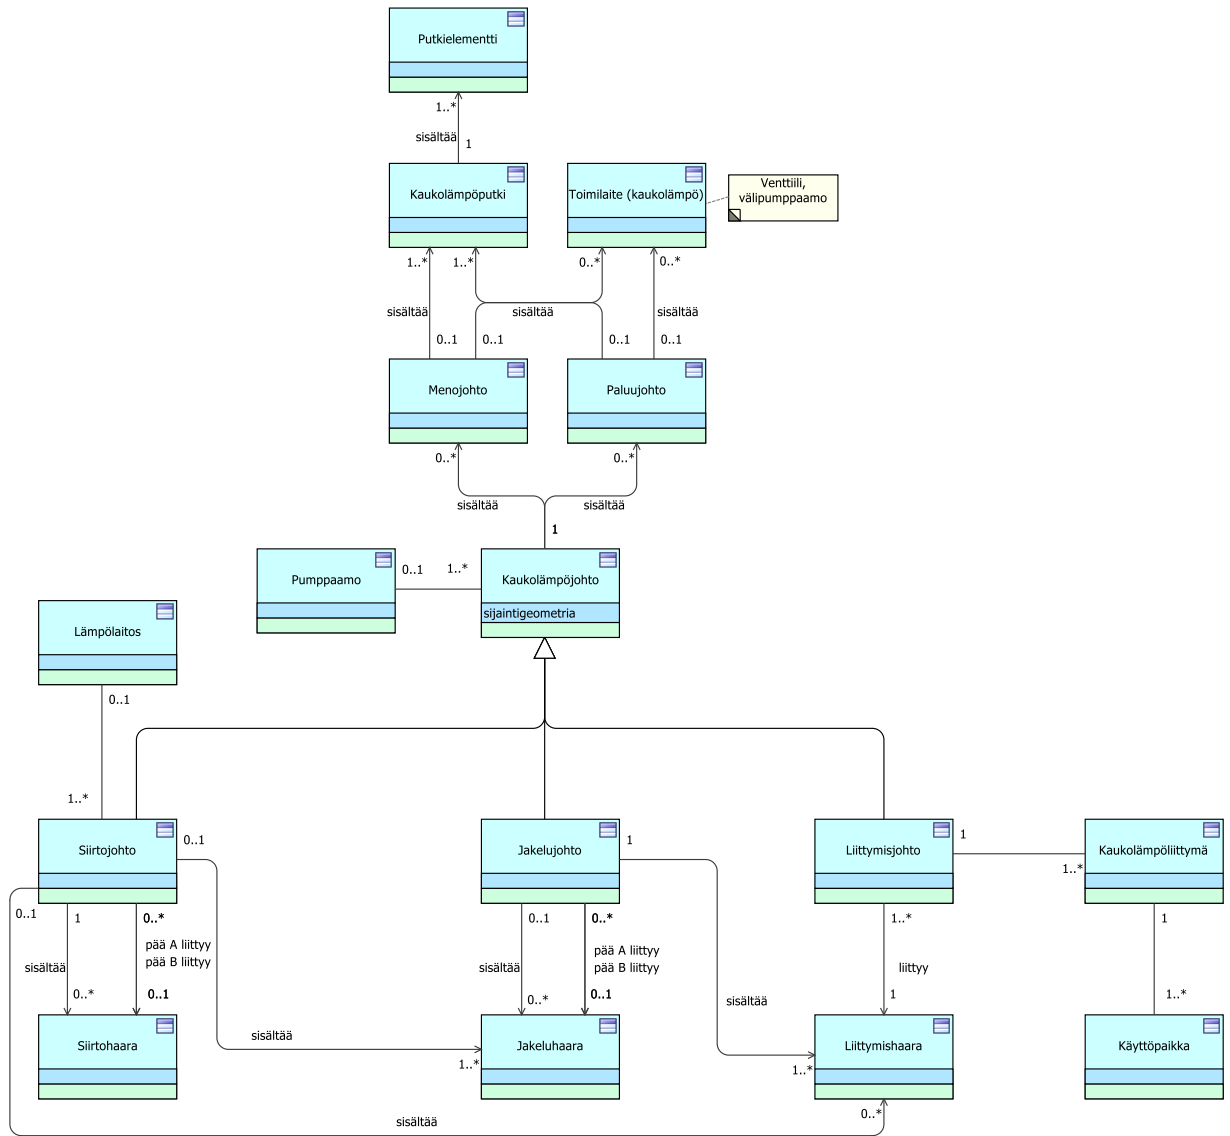 Putkielementti
1..*
sisältää
1
Kaukolämpöputki
Toimilaite (kaukolämpö)
Venttiili,
välipumppaamo
1..*
1..*
0..*
0..*
sisältää
sisältää
sisältää
0..1
0..1
0..1
0..1
Menojohto
Paluujohto
0..*
0..*
sisältää
sisältää
1
Pumppaamo
0..1
1..*
Kaukolämpöjohto
sijaintigeometria
Lämpölaitos
0..1
1..*
Siirtojohto
0..1
Jakelujohto
1
Liittymisjohto
1
1..*
Kaukolämpöliittymä
0..1
1
0..*
0..1
0..*
1..*
1
pää A liittyy
pää B liittyy
pää A liittyy
pää B liittyy
sisältää
sisältää
liittyy
0..*
0..1
0..*
0..1
sisältää
1
1..*
sisältää
Siirtohaara
1..*
Jakeluhaara
1..*
Liittymishaara
Käyttöpaikka
0..*
sisältää